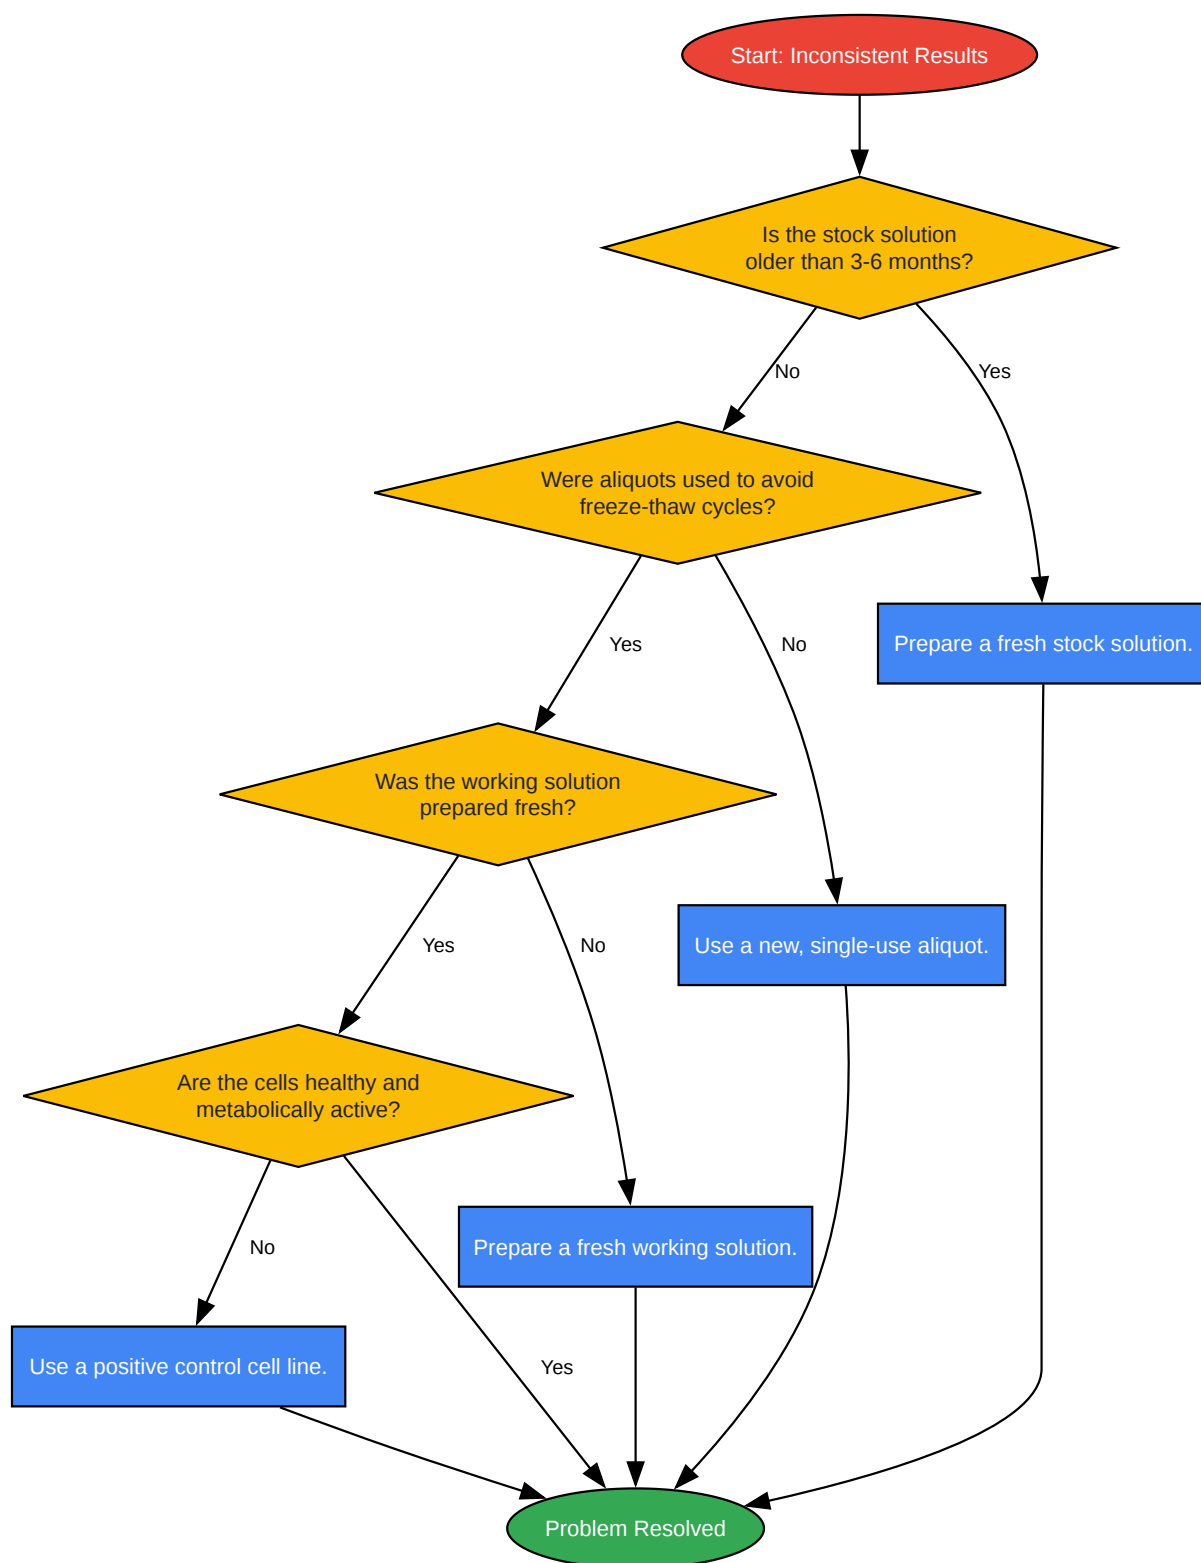 Start: Inconsistent Results
Is the stock solution
older than 3-6 months?
No
Yes
Were aliquots used to avoid
freeze-thaw cycles?
Yes
No
Prepare a fresh stock solution.
Was the working solution
prepared fresh?
Yes
No
Use a new, single-use aliquot.
Are the cells healthy and
metabolically active?
No
Prepare a fresh working solution.
Use a positive control cell line.
Yes
Problem Resolved